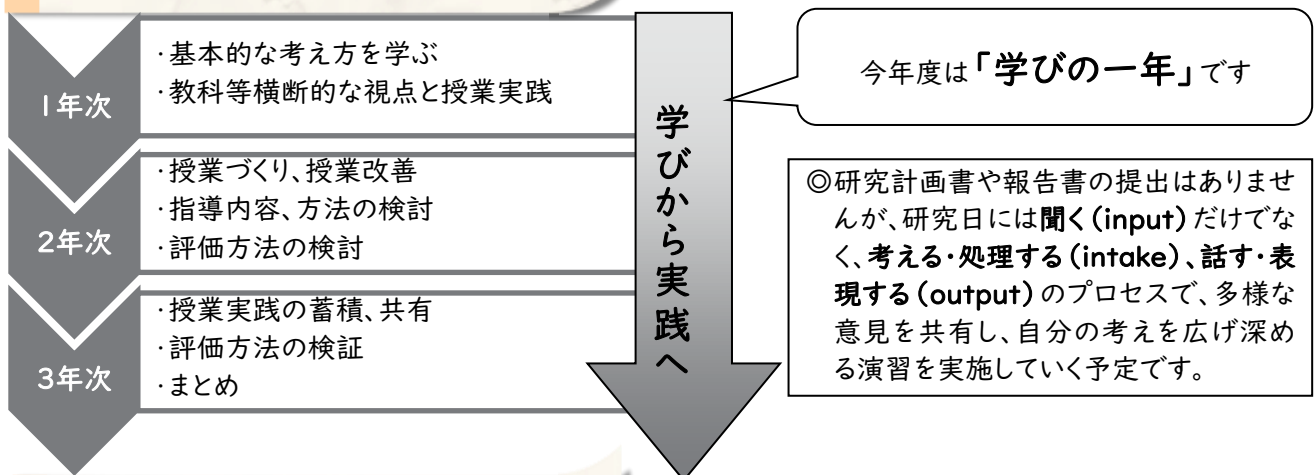 1年次
・基本的な考え方を学ぶ
・教科等横断的な視点と授業実践
2年次
・授業づくり、授業改善
・指導内容、方法の検討
・評価方法の検討
3年次
・授業実践の蓄積、共有
・評価方法の検証
・まとめ
学びから実践へ
今年度は「学びの一年」です
◎研究計画書や報告書の提出はありませ
んが、研究日には聞く(input)だけでな
く、考える・処理する(intake)、話す・表
現する(output)のプロセスで、多様な
意見を共有し、自分の考えを広げ深め
る演習を実施していく予定です。